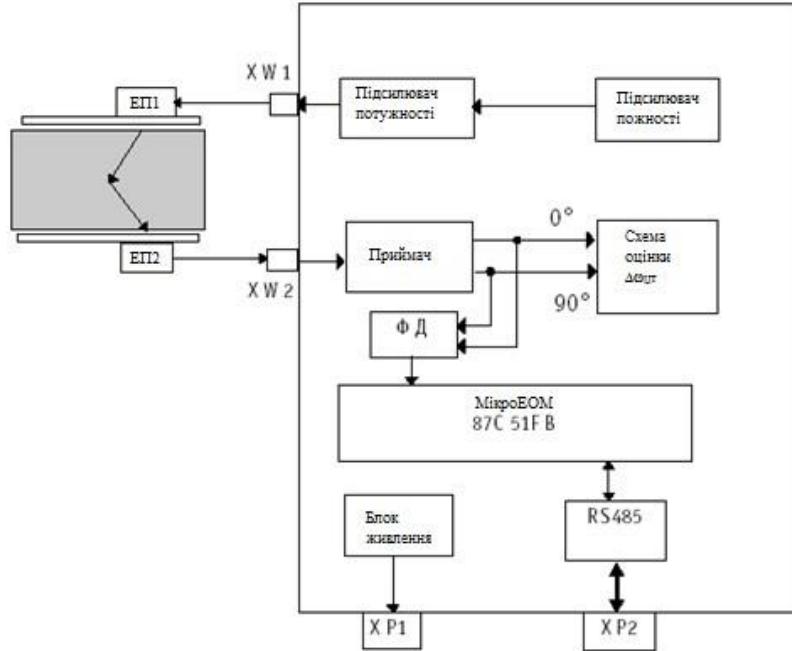 X W 1
ЕП1
Підсилювач
потужності
Підсилювач
пожності
0°
Приймач
Схема
оцінки
Δω_ЦТ
ЕП2
X W 2
90°
Ф Д
МікроЕОМ
87C 51F B
Блок
живлення
RS485
X P1
X P2